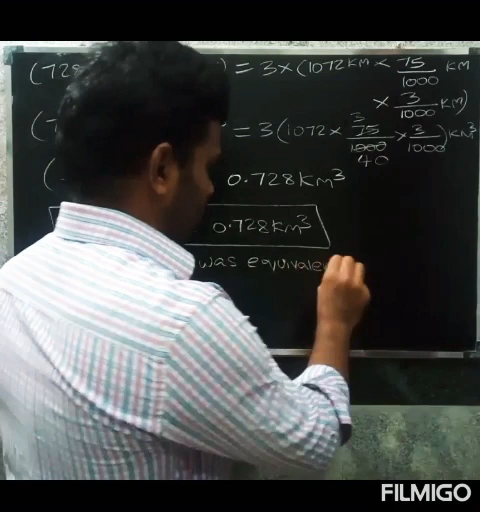 (728 ) = 3 × (1072 KM × 75/1000 KM
× 3/1000 KM)
= 3 (1072 × 3 75/1000 40 × 3/1000) KM³
( 0.728 KM³
0.728 KM³
was equivale
FILMIGO